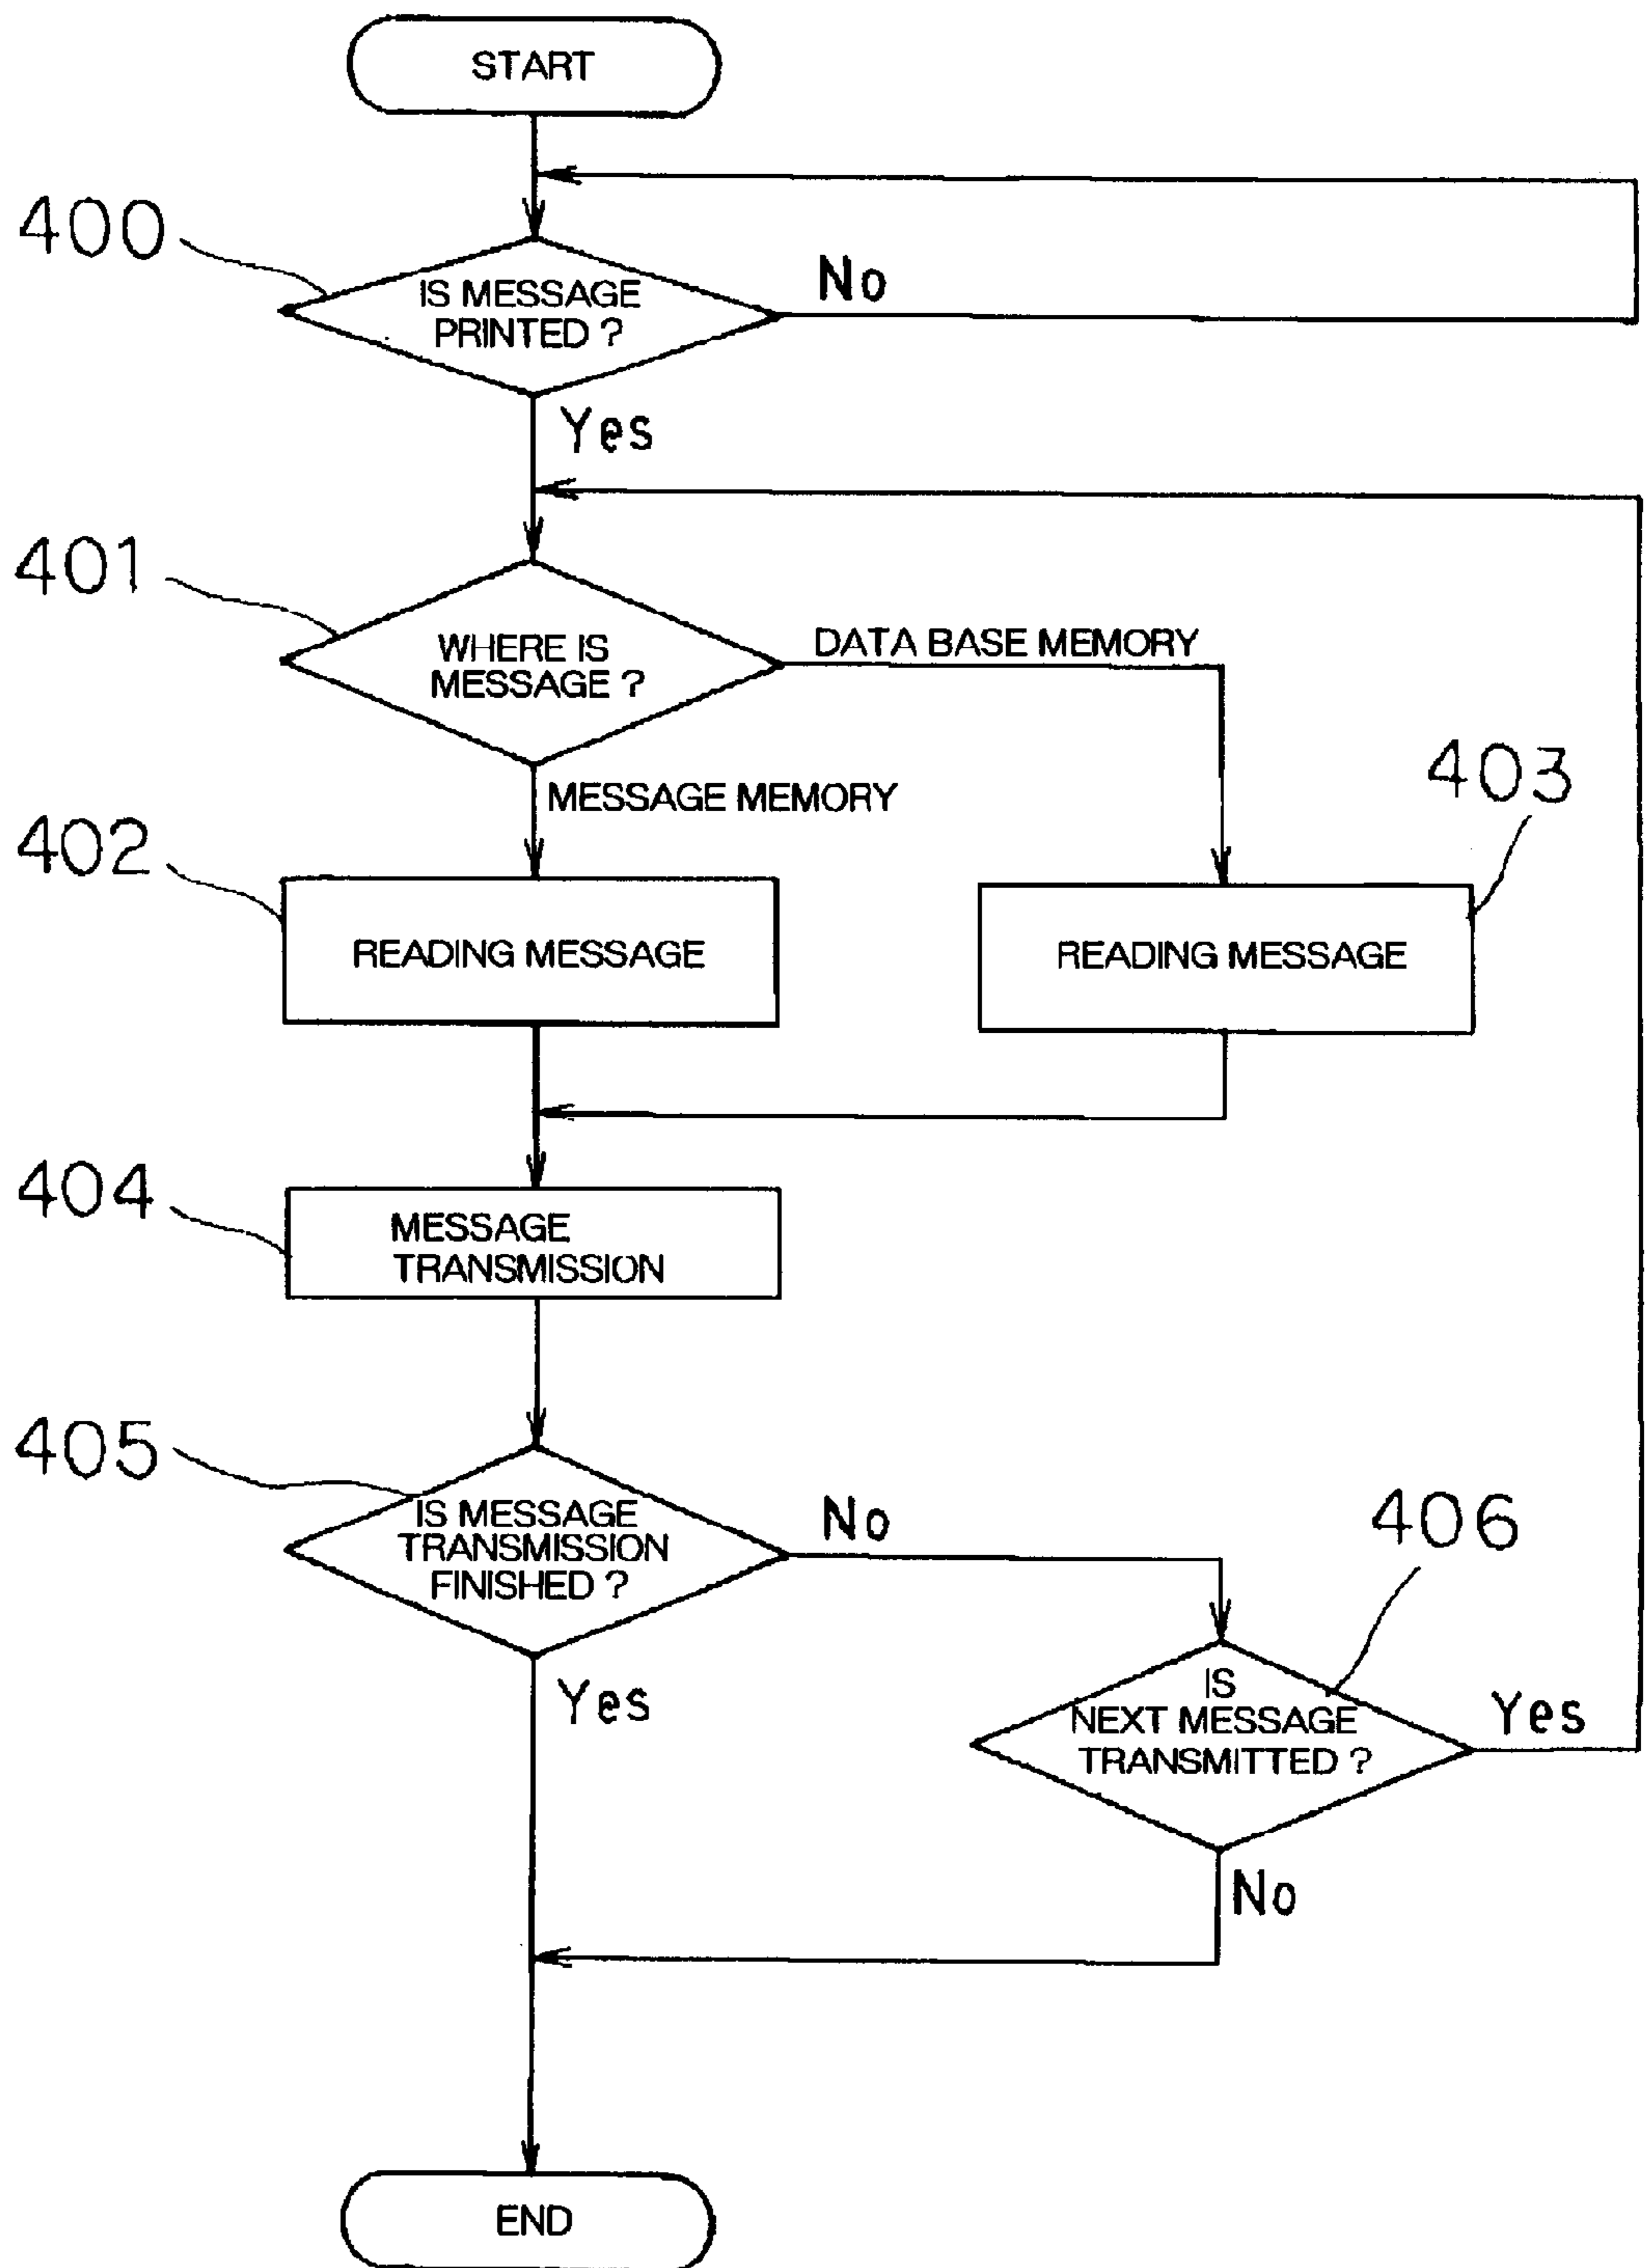 START
400
IS MESSAGE
PRINTED ?
No
Yes
401
WHERE IS
MESSAGE ?
DATA BASE MEMORY
MESSAGE MEMORY
402
READING MESSAGE
403
READING MESSAGE
404
MESSAGE
TRANSMISSION
405
IS MESSAGE
TRANSMISSION
FINISHED ?
No
Yes
406
IS
NEXT MESSAGE
TRANSMITTED ?
Yes
No
END